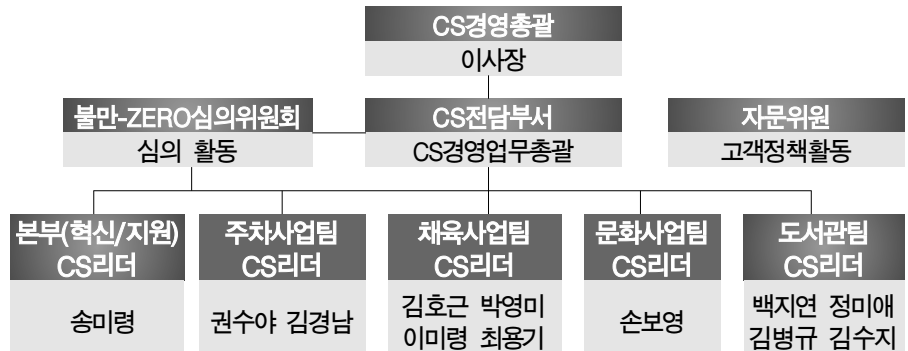 CS경영총괄
이사장
불만-ZERO심의위원회
심의 활동
CS전담부서
CS경영업무총괄
자문위원
고객정책활동
본부(혁신/지원)
CS리더
송미령
주차사업팀
CS리더
권수야 김경남
채육사업팀
CS리더
김호근 박영미
이미령 최용기
문화사업팀
CS리더
손보영
도서관팀
CS리더
백지연 정미애
김병규 김수지